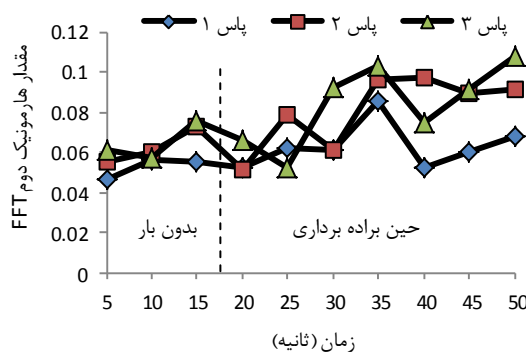 پاس ۱ پاس ۲ پاس ۳
مقدار هارمونیک دوم FFT
0.12
0.1
0.08
0.06
0.04
0.02
0
بدون بار
حین براده برداری
5 10 15 20 25 30 35 40 45 50
زمان (ثانیه)